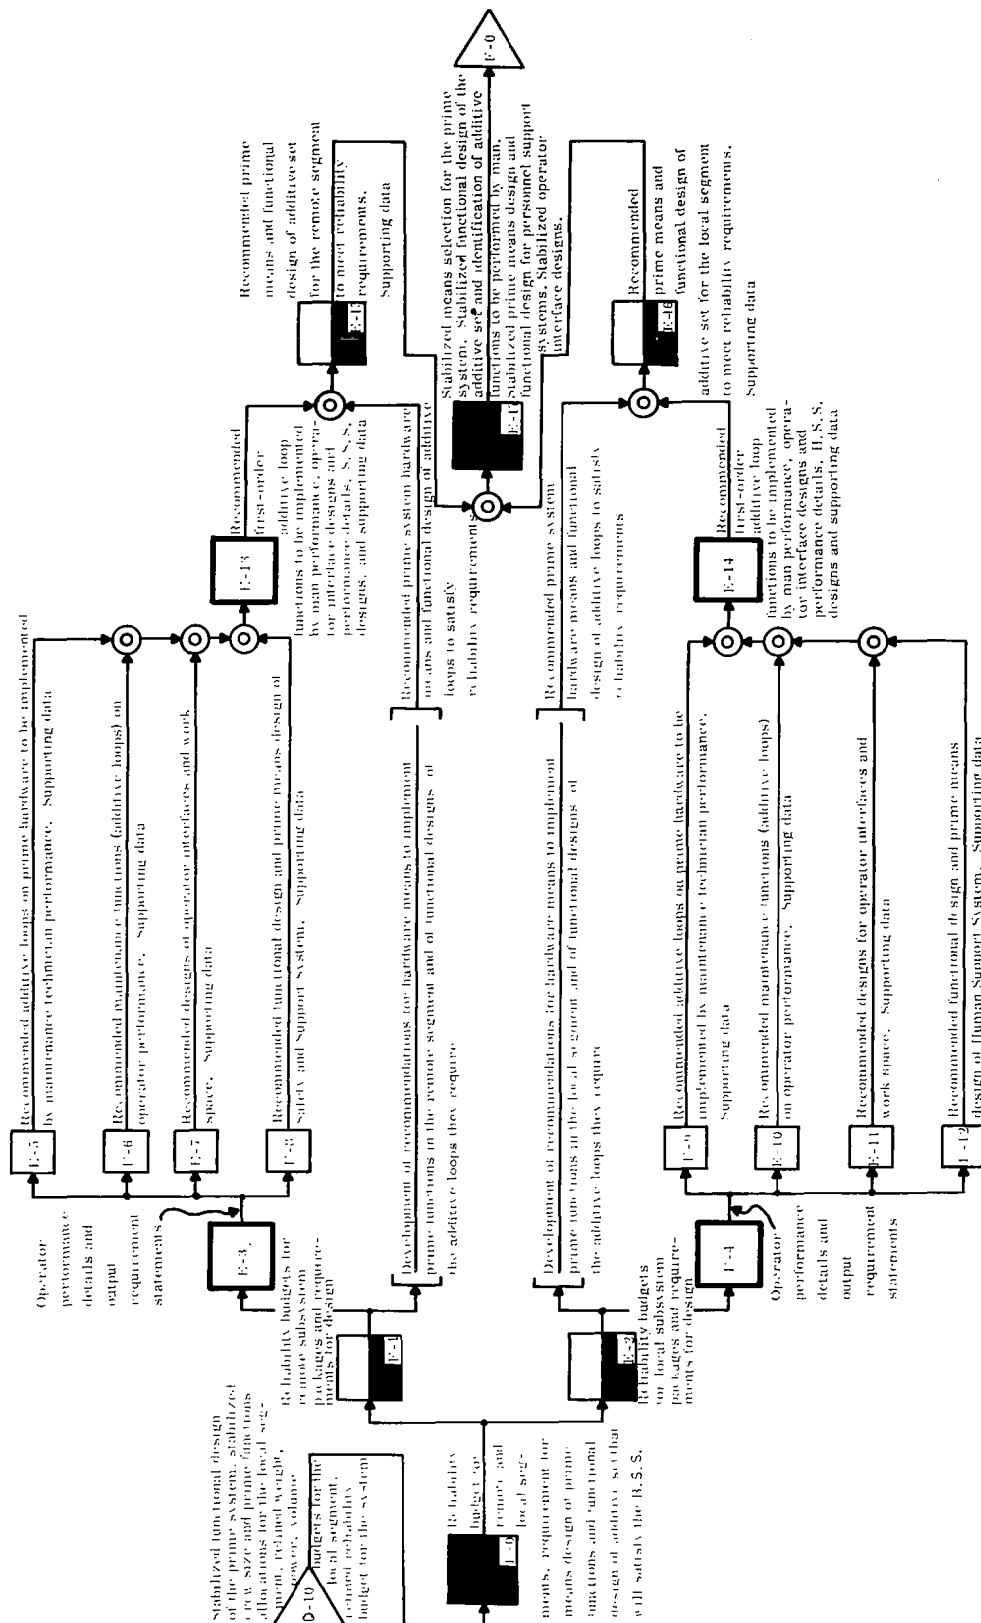 Stabilized functional design
of the prime system, stabilized
crew size and prime functions
allocations for the local seg-
ment, refined weight,
power, volume
budgets for the
local segment,
refined reliability
budget for the system
D-10
Reliability
budget for
remote and
local seg-
ments, requirement for
means design of prime
functions and functional
design of additive so that
will satisfy the B.S.S.
E-1
Reliability budgets for
remote subsystem
packages and require-
ments for design
E-2
Reliability budgets
for local subsystem
packages and require-
ments for design
E-3
Operator
performance
details and
output
requirement
statements
E-4
Operator
performance
details and
output
requirement
statements
E-5
Recommended additive loops on prime hardware to be implemented
by maintenance technician performance. Supporting data
E-6
Recommended maintenance functions (additive loops) on
operator performance. Supporting data
E-7
Recommended designs of operator interfaces and work
space. Supporting data
E-8
Recommended functional design and prime means design of
Safety and Support System. Supporting data
Development of recommendations for hardware means to implement
prime functions in the remote segment and of functional designs of
the additive loops they require
Development of recommendations for hardware means to implement
prime functions in the local segment and of functional designs of
the additive loops they require
E-9
Recommended additive loops on prime hardware to be
implemented by maintenance technician performance.
Supporting data
E-10
Recommended maintenance functions (additive loops)
on operator performance. Supporting data
E-11
Recommended designs for operator interfaces and
work space. Supporting data
E-12
Recommended functional design and prime means
design of Human Support System. Supporting data
E-13
Recommended
first-order
additive loop
functions to be implemented
by man performance, opera-
tor interface designs and
performance details, S.S.S.
designs, and supporting data
Recommended prime system hardware
means and functional design of additive
loops to satisfy
reliability requirements
Recommended prime system
hardware means and functional
design of additive loops to satisfy
reliability requirements
E-14
Recommended
first-order
additive loop
functions to be implemented
by man performance, opera-
tor interface designs and
performance details, H.S.S.
designs and supporting data
Recommended prime
means and functional
design of additive set
for the remote segment
to meet reliability
requirements.
Supporting data
E-16
Recommended
prime means and
functional design of
additive set for the local segment
to meet reliability requirements.
Supporting data
Stabilized means selection for the prime
system. Stabilized functional design of the
additive set and identification of additive
functions to be performed by man.
Stabilized prime means design and
functional design for personnel support
systems. Stabilized operator
interface designs.
F-0